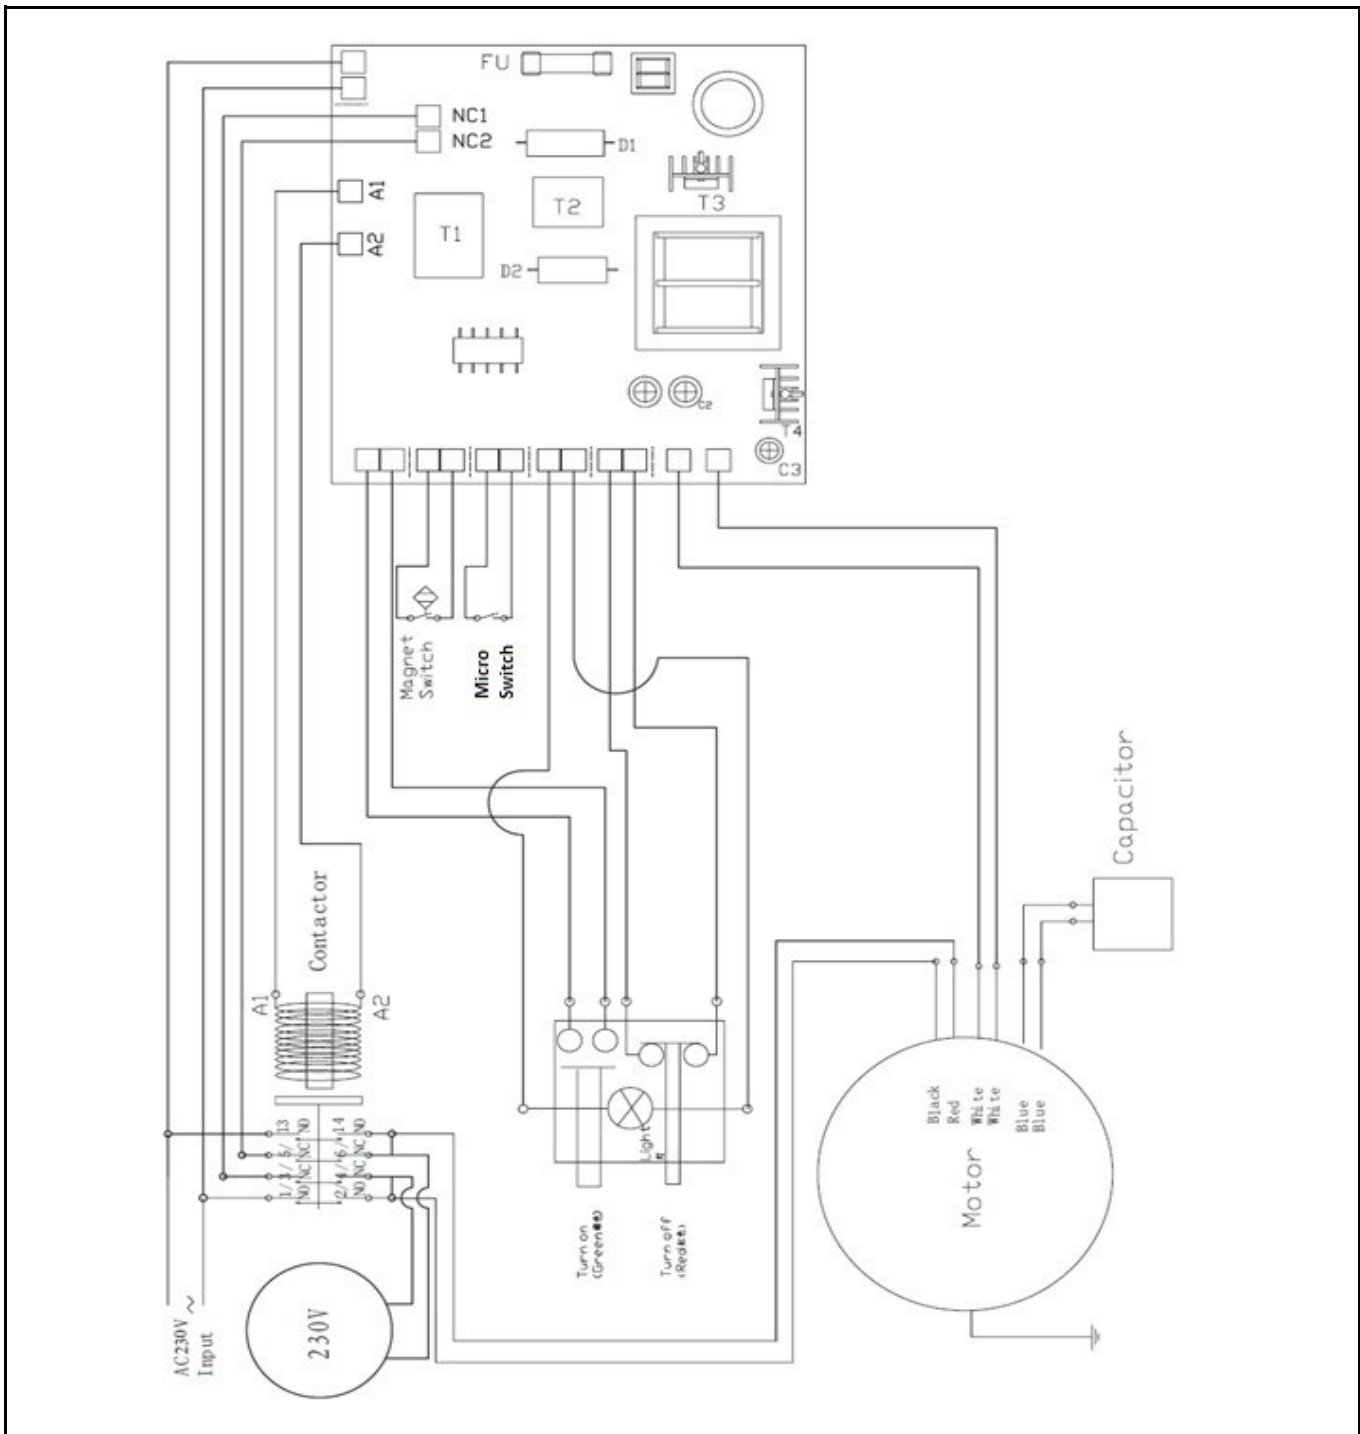 FU
NC1
NC2
D1
A1
T3
T2
T1
A2
D2
C2
T4
C3
Magnet
Switch
Micro
Switch
Capacitor
Contactor
A1
A2
13 NO
14 NO
5/ NC
6/ NC
1/3/ NC
4/ NC
NO
2/ NO
Light
Black
Red
White
White
Blue
Blue
Motor
Turn on
(Green
Turn off
(Red
AC230V ~
Input
230V